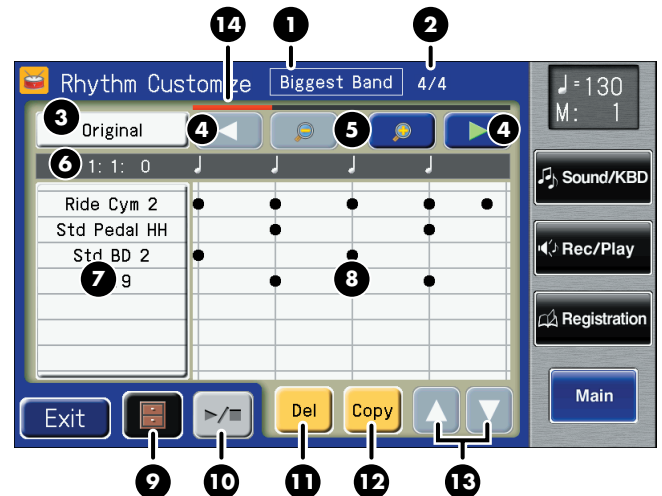 14 1 2
Rhythm Customize Biggest Band 4/4
♩=130
M: 1
3 Original 4 5 4
6 1: 1: 0
Sound/KBD
Ride Cym 2
Std Pedal HH
Std BD 2
7 9 8
Rec/Play
Registration
Exit >/■ Del Copy
Main
9 10 11 12 13